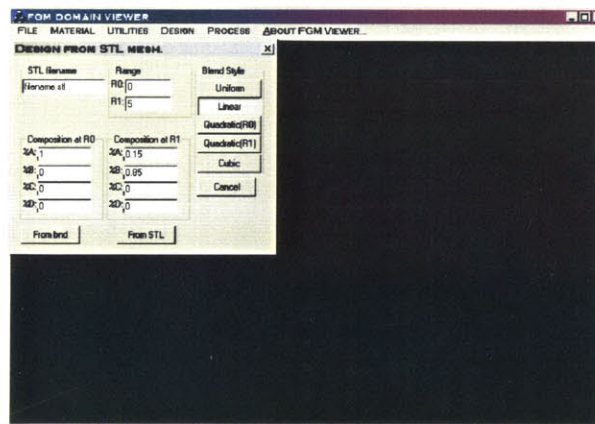 FGM DOMAIN VIEWER
FILE MATERIAL UTILITIES DESIGN PROCESS ABOUT FGM VIEWER...
DESIGN FROM STL MESH.
STL filename
filename.stl
Range
R0: 0
R1: 5
Blend Style
Uniform
Linear
Quadratic(R0)
Quadratic(R1)
Cubic
Cancel
Composition at R0
%A: 1
%B: 0
%C: 0
%D: 0
Composition at R1
%A: 0.15
%B: 0.85
%C: 0
%D: 0
From bnd
From STL